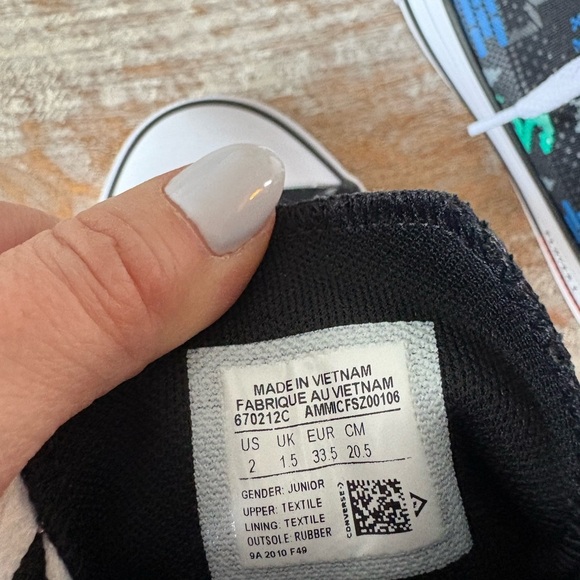 MADE IN VIETNAM
FABRIQUE AU VIETNAM
670212C AMMICFSZ00106
US UK EUR CM
2 1.5 33.5 20.5
GENDER: JUNIOR
UPPER: TEXTILE
LINING: TEXTILE
OUTSOLE: RUBBER
9A 2010 F49
CONVERSE